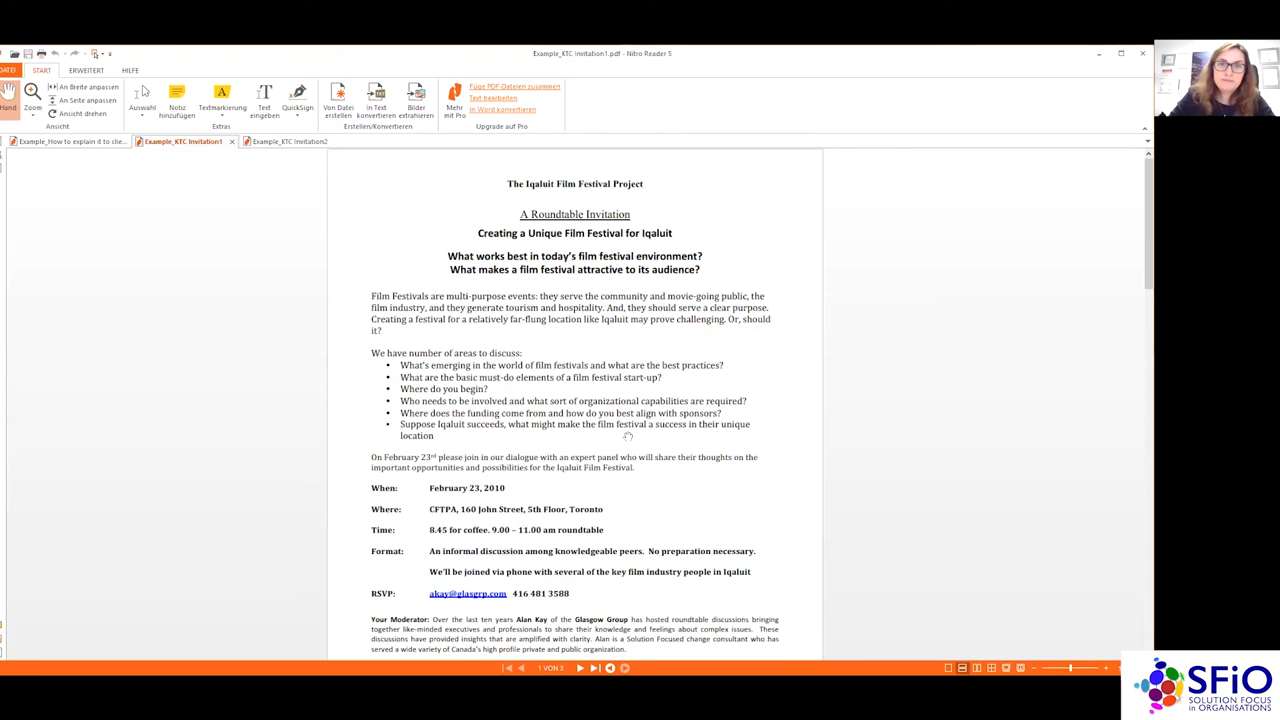 Example_KTC Invitation1.pdf - Nitro Reader 5
DATEI START ERWEITERT HILFE
Hand
Zoom
An Breite anpassen
An Seite anpassen
Ansicht drehen
Ansicht
Auswahl
Notiz hinzufügen
Textmarkierung
Text eingeben
QuickSign
Extras
Von Datei erstellen
in Text konvertieren
Bilder extrahieren
Erstellen/Konvertieren
Mehr mit Pro
Füge PDF-Dateien zusammen
Text bearbeiten
in Word konvertieren
Upgrade auf Pro
Example_How to explain it to clie... Example_KTC Invitation1 Example_KTC Invitation2
The Iqaluit Film Festival Project
A Roundtable Invitation
Creating a Unique Film Festival for Iqaluit
What works best in today's film festival environment?
What makes a film festival attractive to its audience?
Film Festivals are multi-purpose events: they serve the community and movie-going public, the
film industry, and they generate tourism and hospitality. And, they should serve a clear purpose.
Creating a festival for a relatively far-flung location like Iqaluit may prove challenging. Or, should
it?
We have number of areas to discuss:
• What's emerging in the world of film festivals and what are the best practices?
• What are the basic must-do elements of a film festival start-up?
• Where do you begin?
• Who needs to be involved and what sort of organizational capabilities are required?
• Where does the funding come from and how do you best align with sponsors?
• Suppose Iqaluit succeeds, what might make the film festival a success in their unique
location
On February 23rd please join in our dialogue with an expert panel who will share their thoughts on the
important opportunities and possibilities for the Iqaluit Film Festival.
When: February 23, 2010
Where: CFTPA, 160 John Street, 5th Floor, Toronto
Time: 8.45 for coffee. 9.00 – 11.00 am roundtable
Format: An informal discussion among knowledgeable peers. No preparation necessary.
We'll be joined via phone with several of the key film industry people in Iqaluit
RSVP: akay@glasgrp.com 416 481 3588
Your Moderator: Over the last ten years Alan Kay of the Glasgow Group has hosted roundtable discussions bringing
together like-minded executives and professionals to share their knowledge and feelings about complex issues. These
discussions have provided insights that are amplified with clarity. Alan is a Solution Focused change consultant who has
served a wide variety of Canada's high profile private and public organization.
1 VON 3
SFiO
SOLUTION FOCUS
in ORGANISATIONS